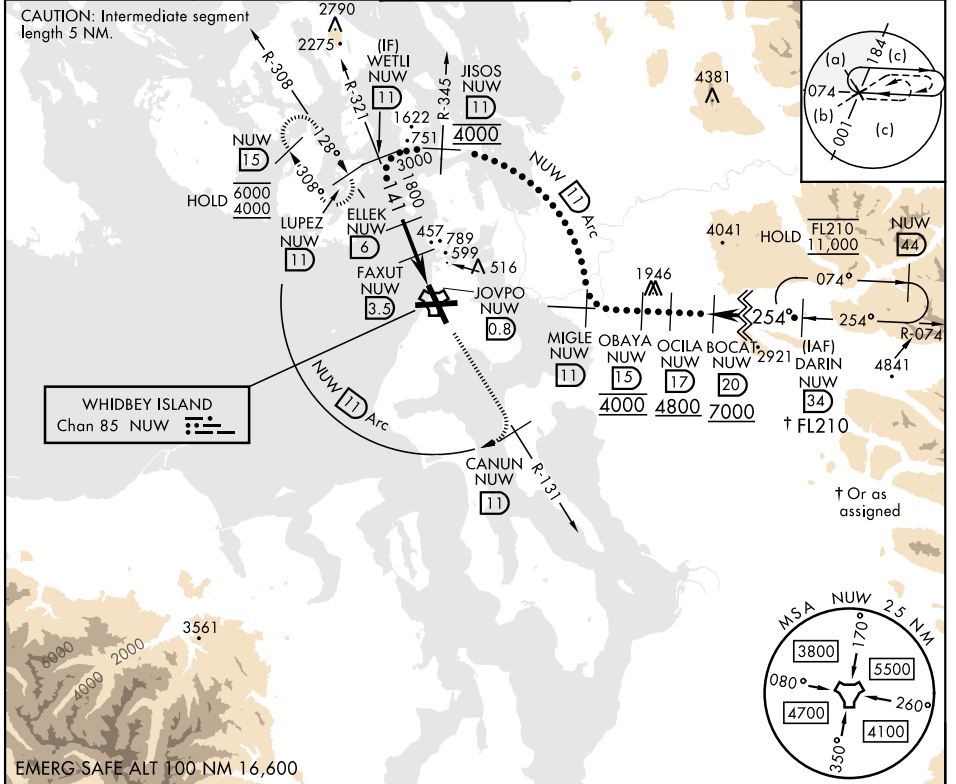 CAUTION: Intermediate segment
length 5 NM.
2790
2275
R-308
R-321
(IF)
WETLI
NUW
11
R-345
JISOS
NUW
11
4000
4381
184
(a)
(c)
074
(b)
001
(c)
NUW
15
128°
308°
HOLD
6000
4000
LUPEZ
NUW
11
1622
751
3000
1800
141
ELLEK
NUW
6
NUW 11 Arc
457
789
599
516
FAXUT
NUW
3.5
JOVPO
NUW
0.8
4041
HOLD
FL210
11,000
NUW
44
074°
254°
254°
R-074
1946
MIGLE
NUW
11
OBAYA
NUW
15
4000
OCILA
NUW
17
4800
BOCAT
NUW
20
7000
2921
(IAF)
DARIN
NUW
34
† FL210
4841
WHIDBEY ISLAND
Chan 85 NUW
NUW 11 Arc
CANUN
NUW
11
R-131
† Or as
assigned
3561
6000
4000
2000
MSA NUW 25 NM
170°
3800
5500
080°
260°
4700
4100
350°
EMERG SAFE ALT 100 NM 16,600